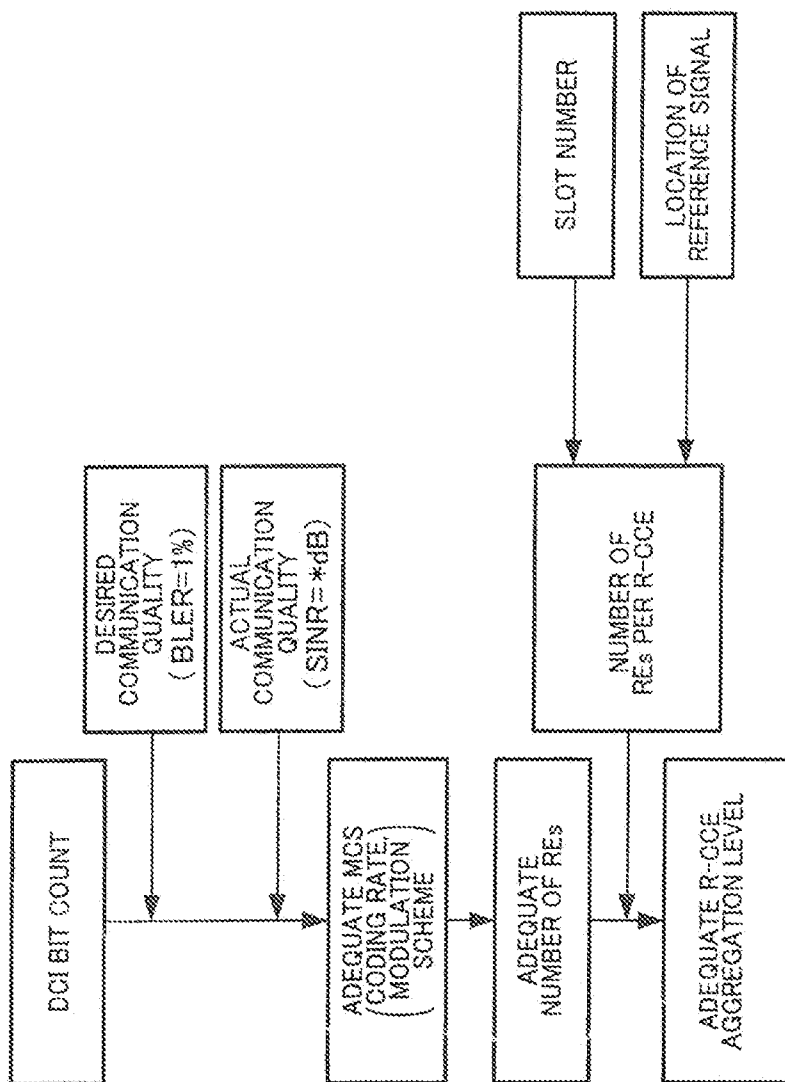 DCI BIT COUNT
DESIRED
COMMUNICATION
QUALITY
(BLER=1%)
ACTUAL
COMMUNICATION
QUALITY
(SINR=*dB)
ADEQUATE MCS
(CODING RATE,
MODULATION
SCHEME)
ADEQUATE
NUMBER OF REs
NUMBER OF
REs PER R-CCE
SLOT NUMBER
LOCATION OF
REFERENCE SIGNAL
ADEQUATE R-CCE
AGGREGATION LEVEL